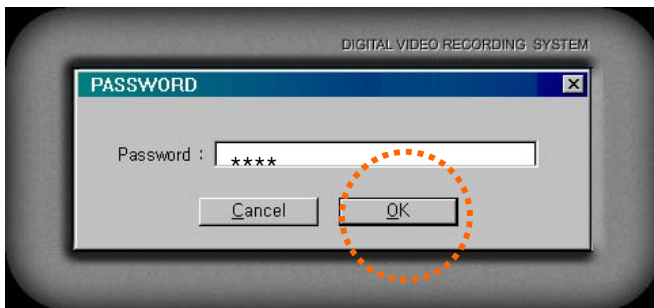 DIGITAL VIDEO RECORDING SYSTEM
PASSWORD
Password : ****
Cancel OK